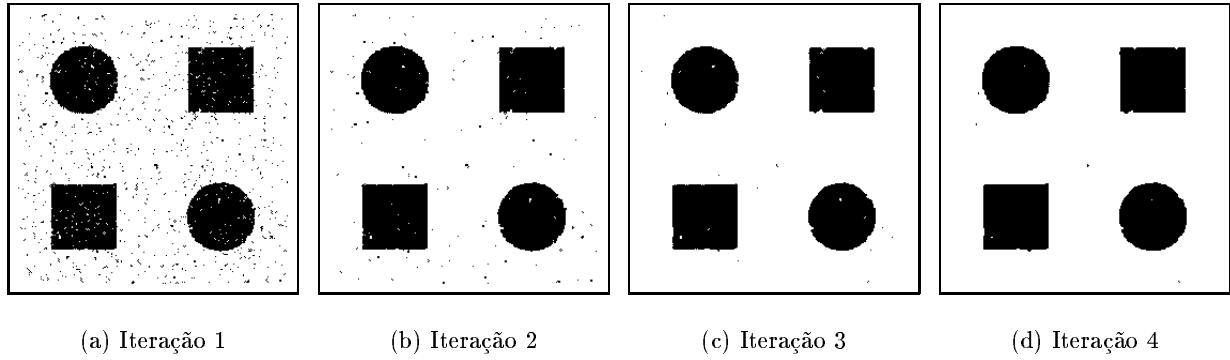 (a) Iteração 1
(b) Iteração 2
(c) Iteração 3
(d) Iteração 4